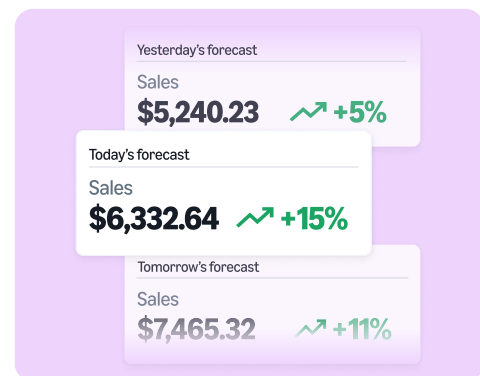 Yesterday's forecast
Sales
$5,240.23 +5%
Today's forecast
Sales
$6,332.64 +15%
Tomorrow's forecast
Sales
$7,465.32 +11%